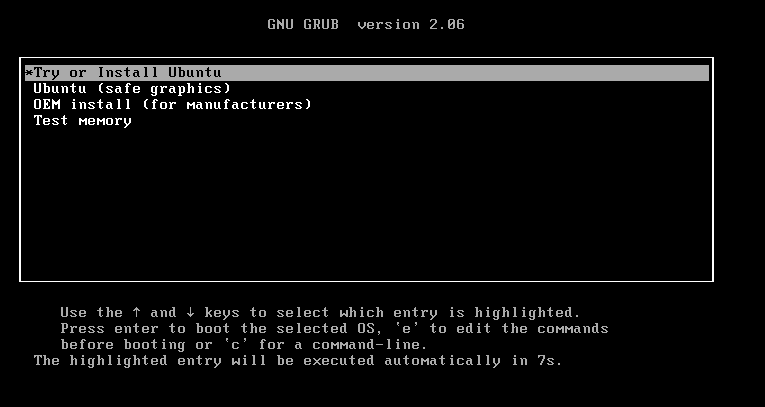 GNU GRUB  version 2.06
*Try or Install Ubuntu
Ubuntu (safe graphics)
OEM install (for manufacturers)
Test memory
Use the ↑ and ↓ keys to select which entry is highlighted.
Press enter to boot the selected OS, `e' to edit the commands
before booting or `c' for a command-line.
The highlighted entry will be executed automatically in 7s.